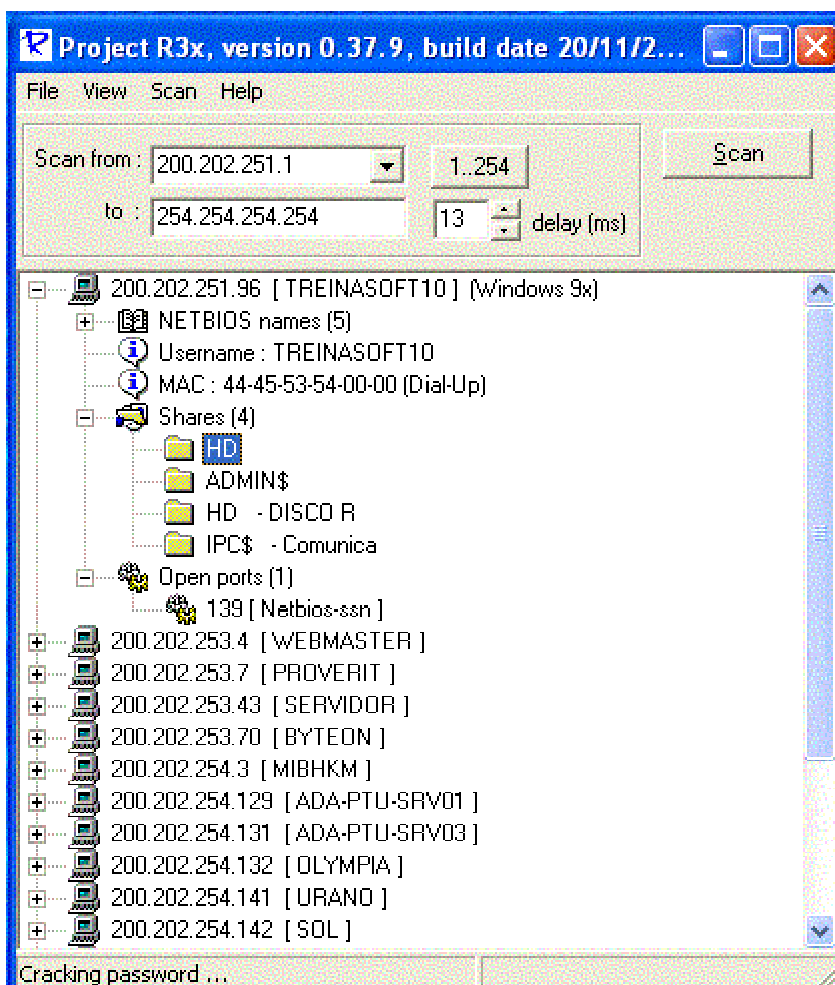 Project R3x, version 0.37.9, build date 20/11/2...
File View Scan Help
Scan from : 200.202.251.1 1..254 Scan
to : 254.254.254.254 13 delay (ms)
200.202.251.96 [ TREINASOFT10 ] (Windows 9x)
NETBIOS names (5)
Username : TREINASOFT10
MAC : 44-45-53-54-00-00 (Dial-Up)
Shares (4)
HD
ADMIN$
HD - DISCO R
IPC$ - Comunica
Open ports (1)
139 [ Netbios-ssn ]
200.202.253.4 [ WEBMASTER ]
200.202.253.7 [ PROVERIT ]
200.202.253.43 [ SERVIDOR ]
200.202.253.70 [ BYTEON ]
200.202.254.3 [ MIBHKM ]
200.202.254.129 [ ADA-PTU-SRV01 ]
200.202.254.131 [ ADA-PTU-SRV03 ]
200.202.254.132 [ OLYMPIA ]
200.202.254.141 [ URANO ]
200.202.254.142 [ SOL ]
Cracking password ...